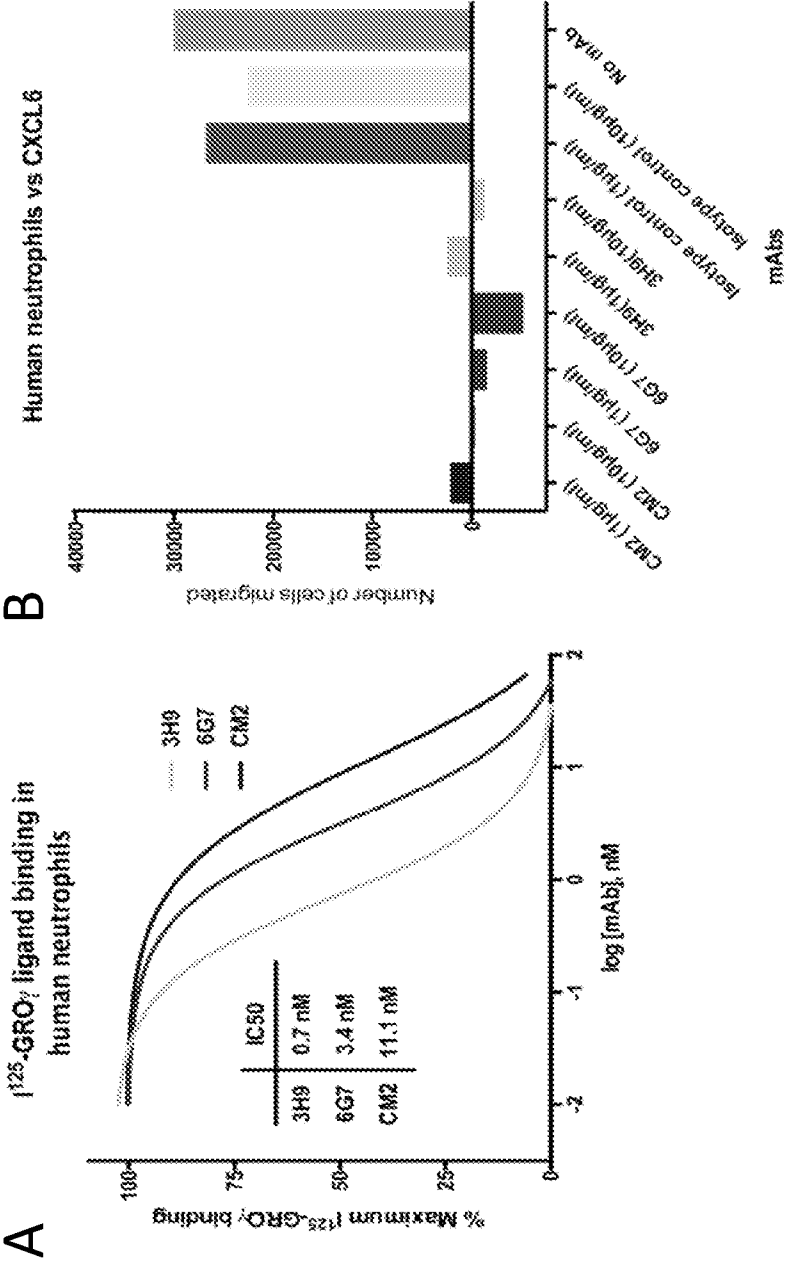 A
I125-GROγ ligand binding in
human neutrophils
% Maximum I125-GROγ binding
100
75
50
25
0
-2
-1
0
1
2
log [mAb], nM
3H9
6G7
CM2
IC50
3H9 0.7 nM
6G7 3.4 nM
CM2 11.1 nM
B
Human neutrophils vs CXCL6
Number of cells migrated
40000
30000
20000
10000
0
CM2 (1µg/ml)
CM2 (10µg/ml)
6G7 (1µg/ml)
6G7 (10µg/ml)
3H9(1µg/ml)
3H9(10µg/ml)
Isotype control (1µg/ml)
Isotype control (10µg/ml)
No mAb
mAbs